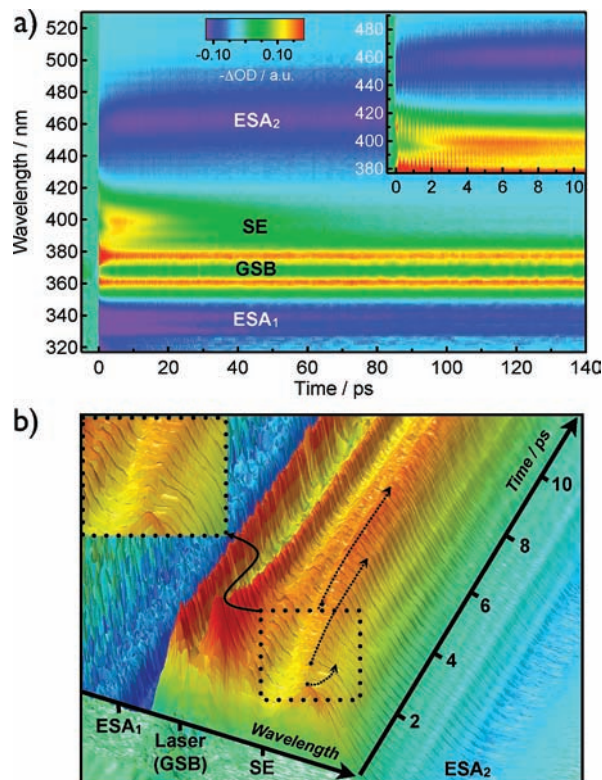 a)
Wavelength / nm
520
500
480
460
440
420
400
380
360
340
320
-0.10 0.10
-ΔOD / a.u.
ESA2
SE
GSB
ESA1
480
460
440
420
400
380
0 2 4 6 8 10
0 20 40 60 80 100 120 140
Time / ps
b)
Time / ps
10
8
6
4
2
ESA1
Laser
(GSB)
SE
Wavelength
ESA2